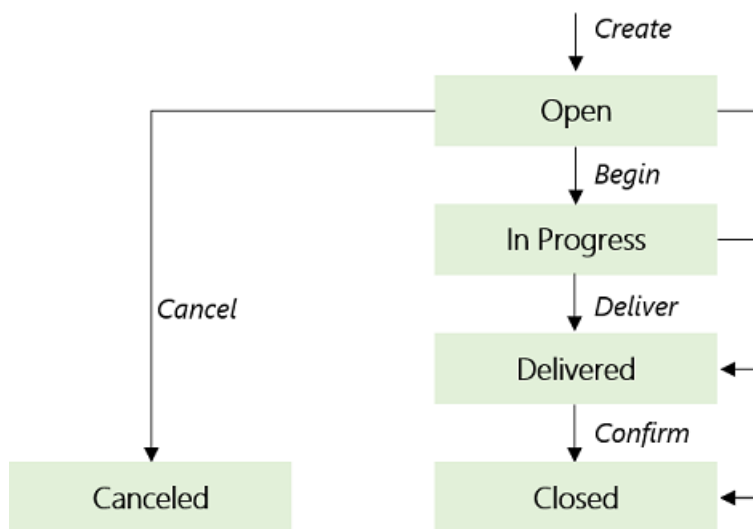 Create
Open
Begin
In Progress
Cancel
Deliver
Delivered
Confirm
Canceled
Closed